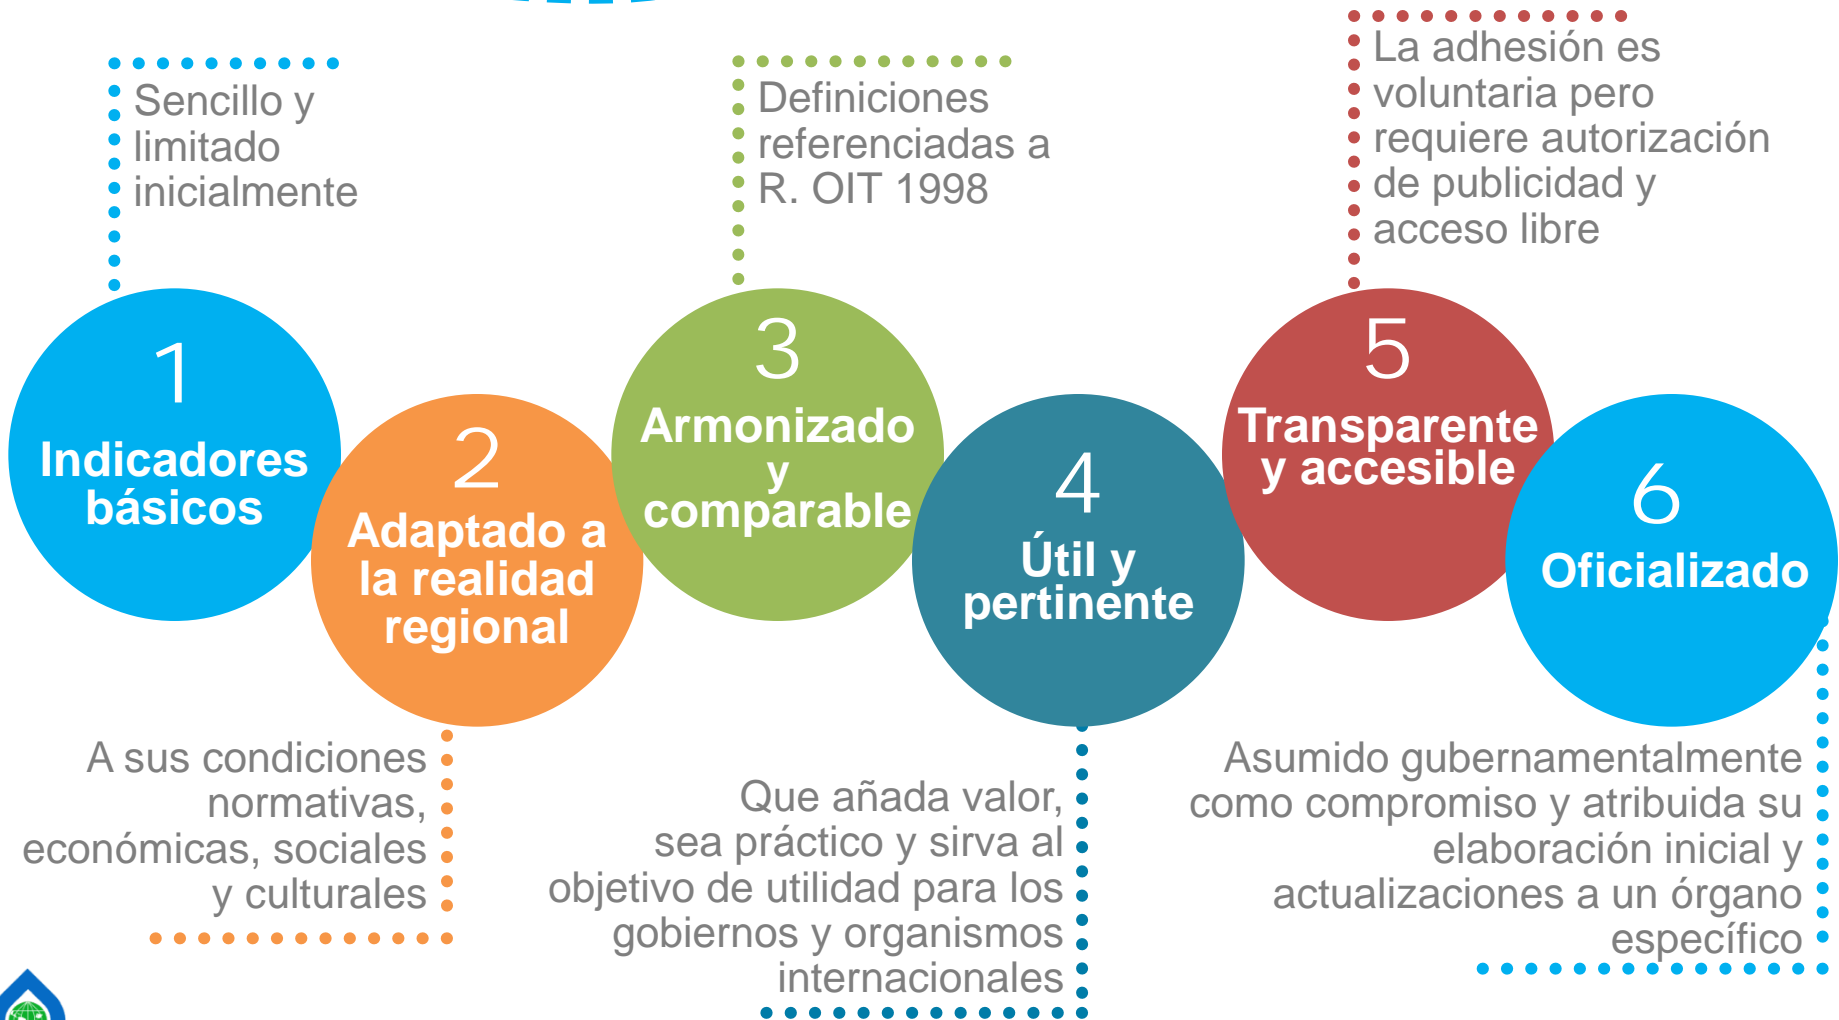 Sencillo y
limitado
inicialmente
1
Indicadores
básicos
2
Adaptado a
la realidad
regional
A sus condiciones
normativas,
económicas, sociales
y culturales
Definiciones
referenciadas a
R. OIT 1998
3
Armonizado
y
comparable
4
Útil y
pertinente
Que añada valor,
sea práctico y sirva al
objetivo de utilidad para los
gobiernos y organismos
internacionales
La adhesión es
voluntaria pero
requiere autorización
de publicidad y
acceso libre
5
Transparente
y accesible
6
Oficializado
Asumido gubernamentalmente
como compromiso y atribuida su
elaboración inicial y
actualizaciones a un órgano
específico